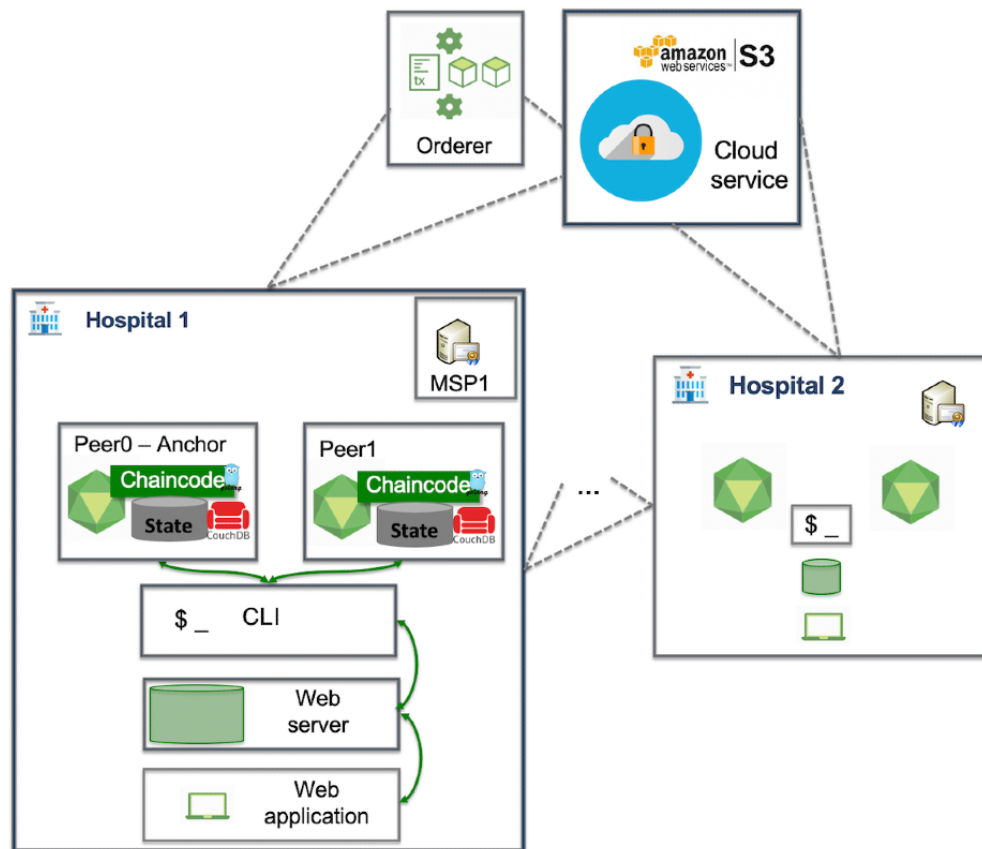 tx
Orderer
amazon
web services™
S3
Cloud
service
Hospital 1
MSP1
Peer0 – Anchor
Chaincode
State
CouchDB
Peer1
Chaincode
State
CouchDB
$ _ CLI
Web
server
Web
application
...
Hospital 2
$ _